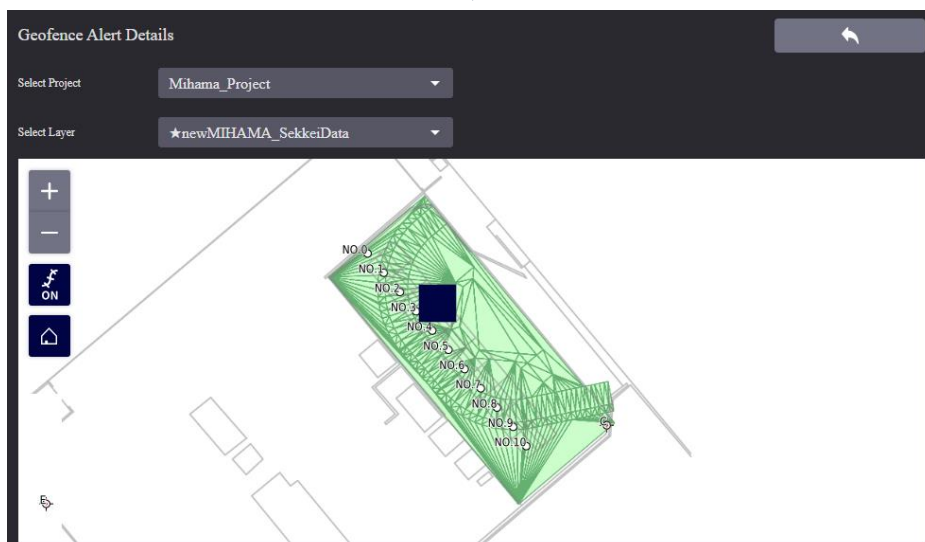 Geofence Alert Details
Select Project
Mihama_Project
Select Layer
★newMIHAMA_SekkeiData
+
−
ON
NO.0
NO.1
NO.2
NO.3
NO.4
NO.5
NO.6
NO.7
NO.8
NO.9
NO.10